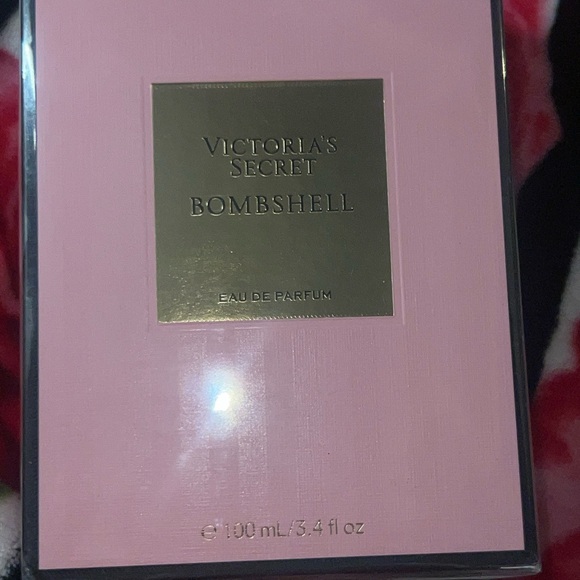 VICTORIA'S
SECRET
BOMBSHELL
EAU DE PARFUM
℮ 100 mL/3.4 fl oz